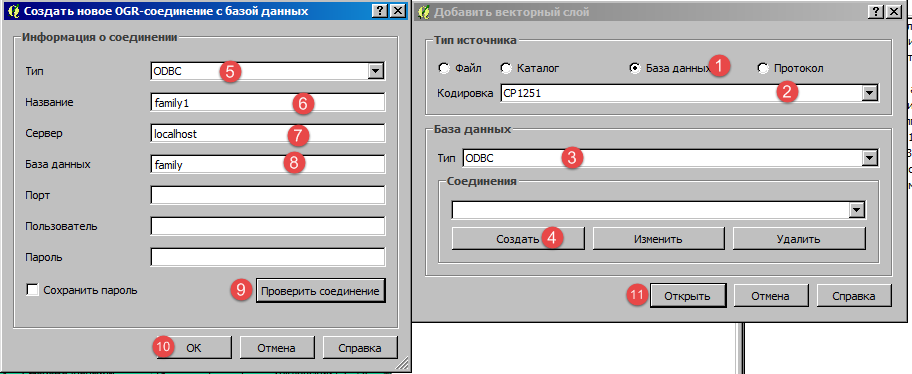 Создать новое OGR-соединение с базой данных
Информация о соединении
Тип ODBC 5
Название family1 6
Сервер localhost 7
База данных family 8
Порт
Пользователь
Пароль
Сохранить пароль 9 Проверить соединение
10 OK Отмена Справка
Добавить векторный слой
Тип источника
Файл Каталог База данных 1 Протокол
Кодировка CP1251 2
База данных
Тип ODBC 3
Соединения
Создать 4 Изменить Удалить
11 Открыть Отмена Справка